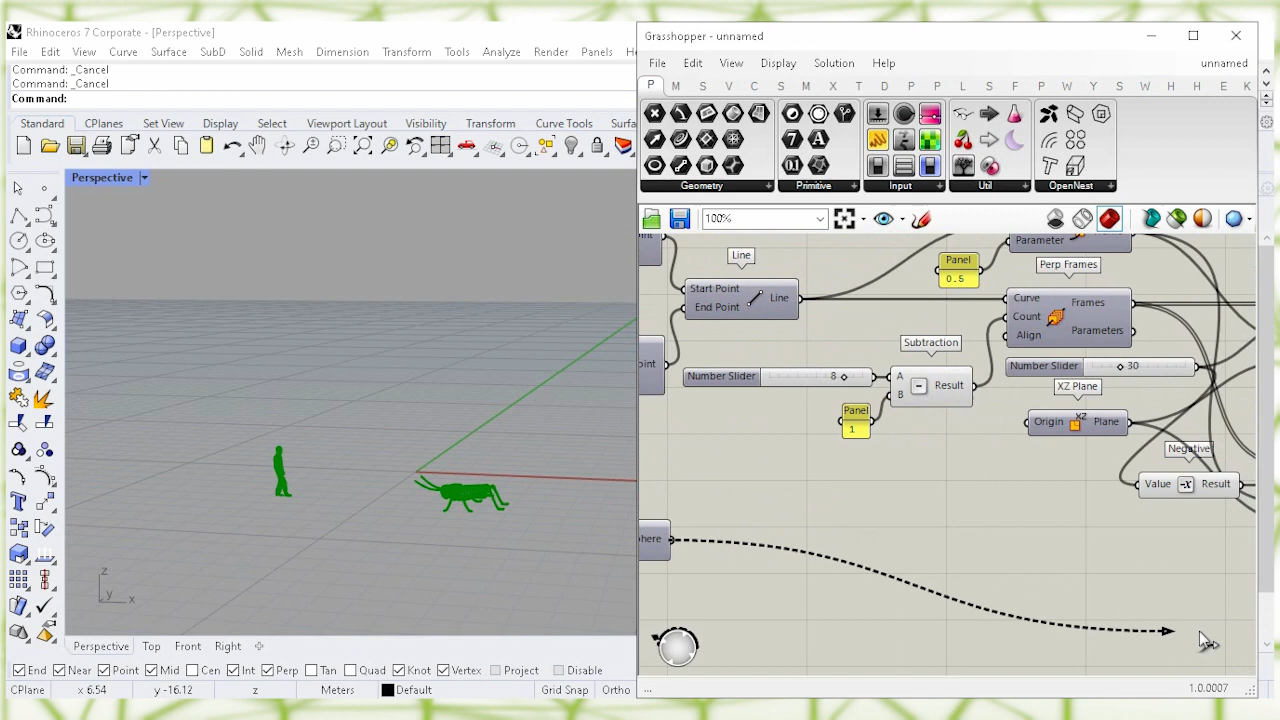 Rhinoceros 7 Corporate - [Perspective]
File Edit View Curve Surface SubD Solid Mesh Dimension Transform Tools Analyze Render Panels
Command: _Cancel
Command: _Cancel
Command:
Standard CPlanes Set View Display Select Viewport Layout Visibility Transform Curve Tools
Perspective
z
y x
Perspective Top Front Right
End Near Point Mid Cen Int Perp Tan Quad Knot Vertex Project Disable
CPlane x 6.54 y -16.12 z Meters Default Grid Snap Ortho
Grasshopper - unnamed
File Edit View Display Solution Help unnamed
P M S V C S M I X T D P L S F P W Z S W H H E K
Geometry Primitive Input Util OpenNest
100%
Line
Panel
0.5
Parameter
Perp Frames
Start Point
End Point
Line
Curve
Count
Align
Frames
Parameters
Subtraction
Number Slider 8
A
B
Result
Panel
1
Number Slider 30
XZ Plane
Origin XZ Plane
Negative
Value -x Result
1.0.0007